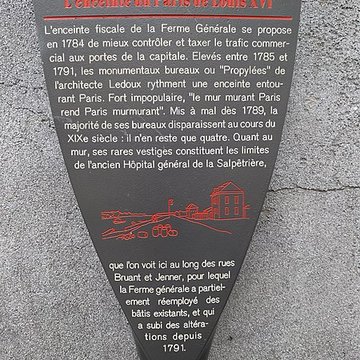 L'enceinte du Paris de Louis XVI
L'enceinte fiscale de la Ferme Générale se propose
en 1784 de mieux contrôler et taxer le trafic commer-
cial aux portes de la capitale. Elevés entre 1785 et
1791, les monumentaux bureaux ou "Propylées" de
l'architecte Ledoux rythment une enceinte entou-
rant Paris. Fort impopulaire, "le mur murant Paris
rend Paris murmurant". Mis à mal dès 1789, la
majorité de ses bureaux disparaissent au cours du
XIXe siècle : il n'en reste que quatre. Quant au
mur, ses rares vestiges constituent les limites
de l'ancien Hôpital général de la Salpêtrière,
que l'on voit ici au long des rues
Bruant et Jenner, pour lequel
la Ferme générale a partiel-
lement réemployé des
bâtis existants, et qui
a subi des altéra-
tions depuis
1791.